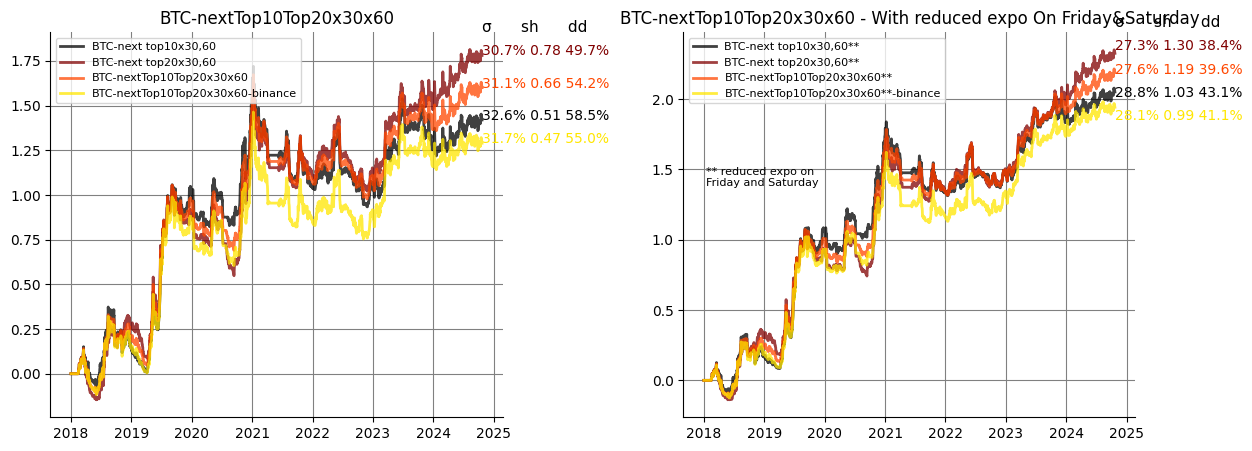 BTC-nextTop10Top20x30x60
σ sh dd
BTC-next top10x30,60
BTC-next top20x30,60
BTC-nextTop10Top20x30x60
BTC-nextTop10Top20x30x60-binance
30.7% 0.78 49.7%
31.1% 0.66 54.2%
32.6% 0.51 58.5%
31.7% 0.47 55.0%
1.75
1.50
1.25
1.00
0.75
0.50
0.25
0.00
2018 2019 2020 2021 2022 2023 2024 2025
BTC-nextTop10Top20x30x60 - With reduced expo On Friday&Saturday
σ sh dd
BTC-next top10x30,60**
BTC-next top20x30,60**
BTC-nextTop10Top20x30x60**
BTC-nextTop10Top20x30x60**-binance
27.3% 1.30 38.4%
27.6% 1.19 39.6%
28.8% 1.03 43.1%
28.1% 0.99 41.1%
** reduced expo on
Friday and Saturday
2.0
1.5
1.0
0.5
0.0
2018 2019 2020 2021 2022 2023 2024 2025